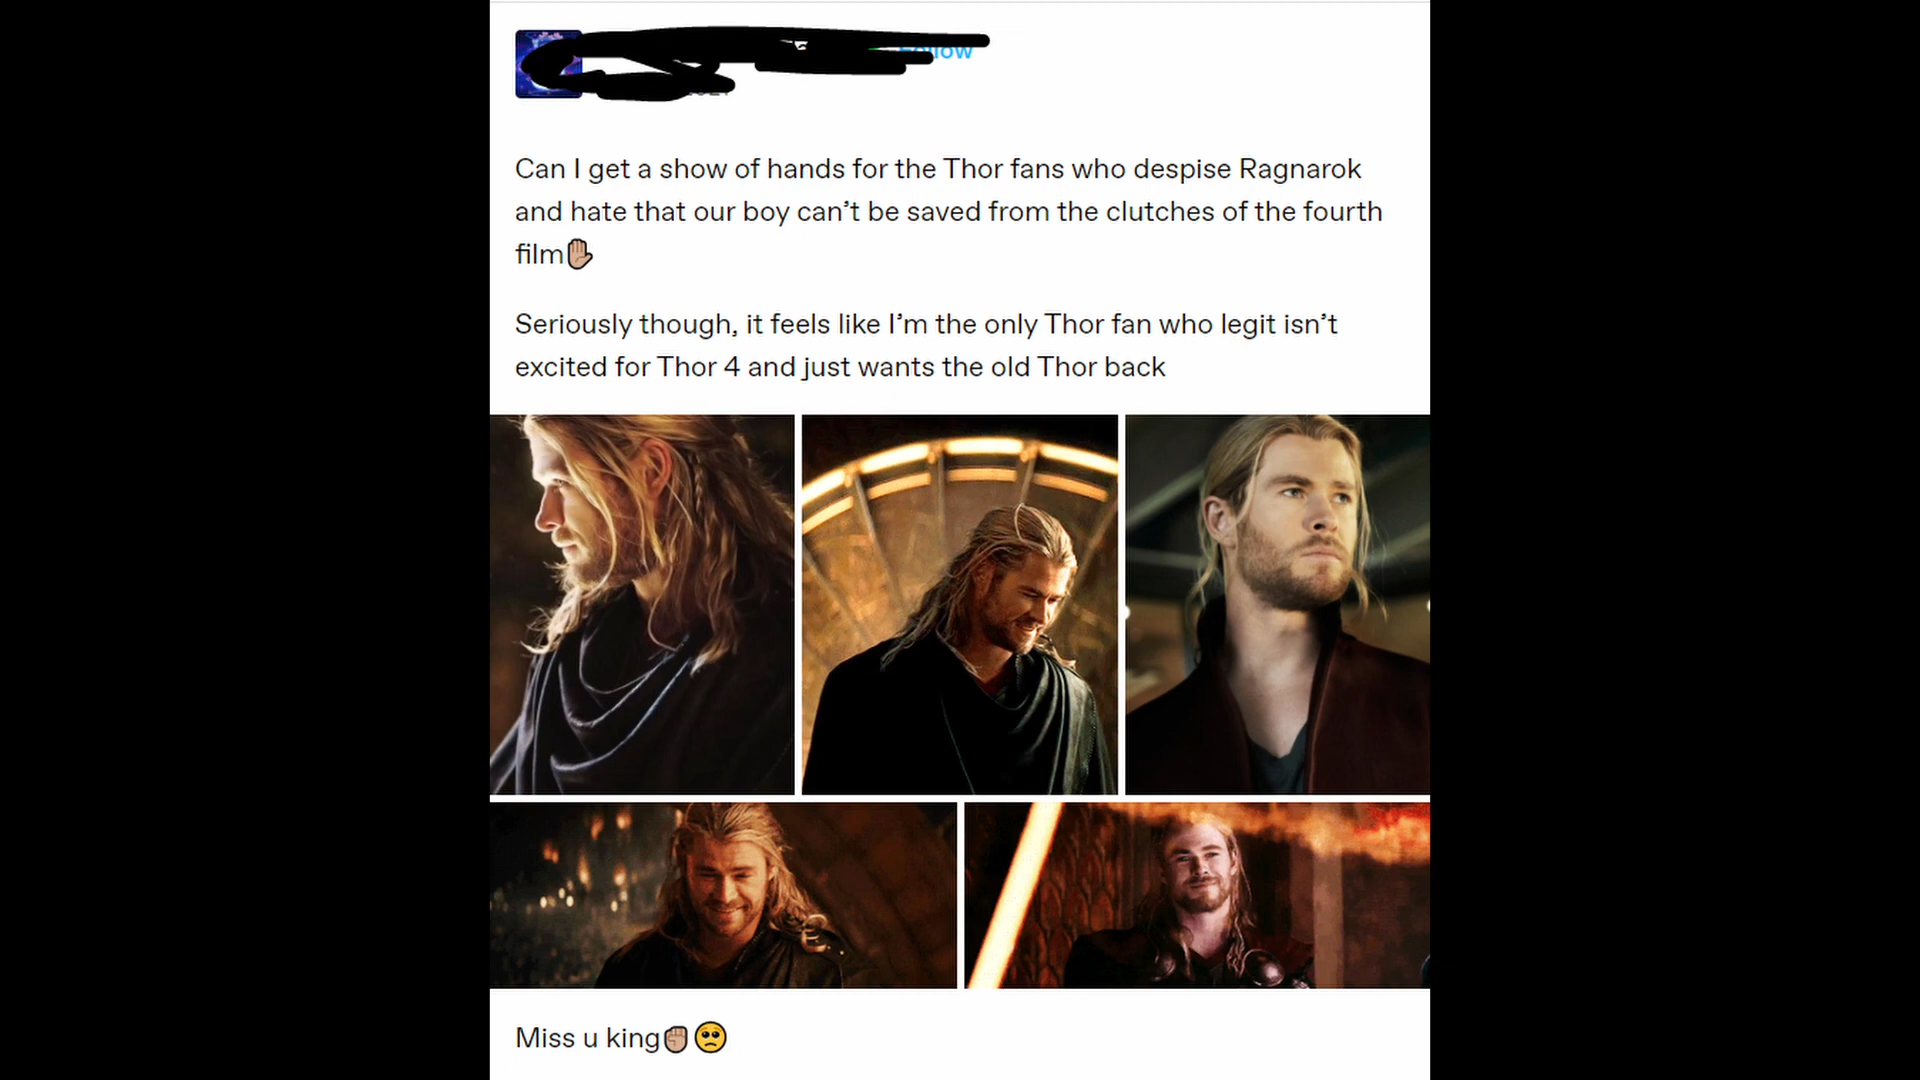 Can I get a show of hands for the Thor fans who despise Ragnarok
and hate that our boy can’t be saved from the clutches of the fourth
film✋🏽
Seriously though, it feels like I’m the only Thor fan who legit isn’t
excited for Thor 4 and just wants the old Thor back
Miss u king✊🏽🥺